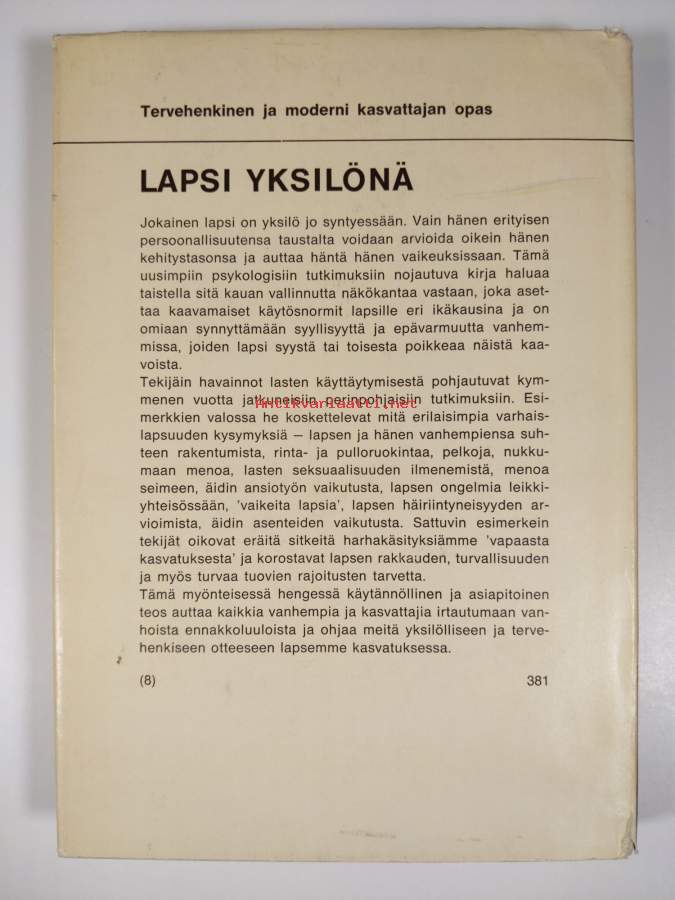 Tervehenkinen ja moderni kasvattajan opas
LAPSI YKSILÖNÄ
Jokainen lapsi on yksilö jo syntyessään. Vain hänen erityisen
persoonallisuutensa taustalta voidaan arvioida oikein hänen
kehitystasonsa ja auttaa häntä hänen vaikeuksissaan. Tämä
uusimpiin psykologisiin tutkimuksiin nojautuva kirja haluaa
taistella sitä kauan vallinnutta näkökantaa vastaan, joka aset-
taa kaavamaiset käytösnormit lapsille eri ikäkausina ja on
omiaan synnyttämään syyllisyyttä ja epävarmuutta vanhem-
missa, joiden lapsi syystä tai toisesta poikkeaa näistä kaa-
voista.
Tekijäin havainnot lasten käyttäytymisestä pohjautuvat kym-
menen vuotta jatkuneisiin perinpohjaisiin tutkimuksiin. Esi-
Antikvariaatti.net
merkkien valossa he koskettelevat mitä erilaisimpia varhais-
lapsuuden kysymyksiä — lapsen ja hänen vanhempiensa suh-
teen rakentumista, rinta- ja pulloruokintaa, pelkoja, nukku-
maan menoa, lasten seksuaalisuuden ilmenemistä, menoa
seimeen, äidin ansiotyön vaikutusta, lapsen ongelmia leikki-
yhteisössään, 'vaikeita lapsia', lapsen häiriintyneisyyden ar-
vioimista, äidin asenteiden vaikutusta. Sattuvin esimerkein
tekijät oikovat eräitä sitkeitä harhakäsityksiämme 'vapaasta
kasvatuksesta' ja korostavat lapsen rakkauden, turvallisuuden
ja myös turvaa tuovien rajoitusten tarvetta.
Tämä myönteisessä hengessä käytännöllinen ja asiapitoinen
teos auttaa kaikkia vanhempia ja kasvattajia irtautumaan van-
hoista ennakkoluuloista ja ohjaa meitä yksilölliseen ja terve-
henkiseen otteeseen lapsemme kasvatuksessa.
(8) 381